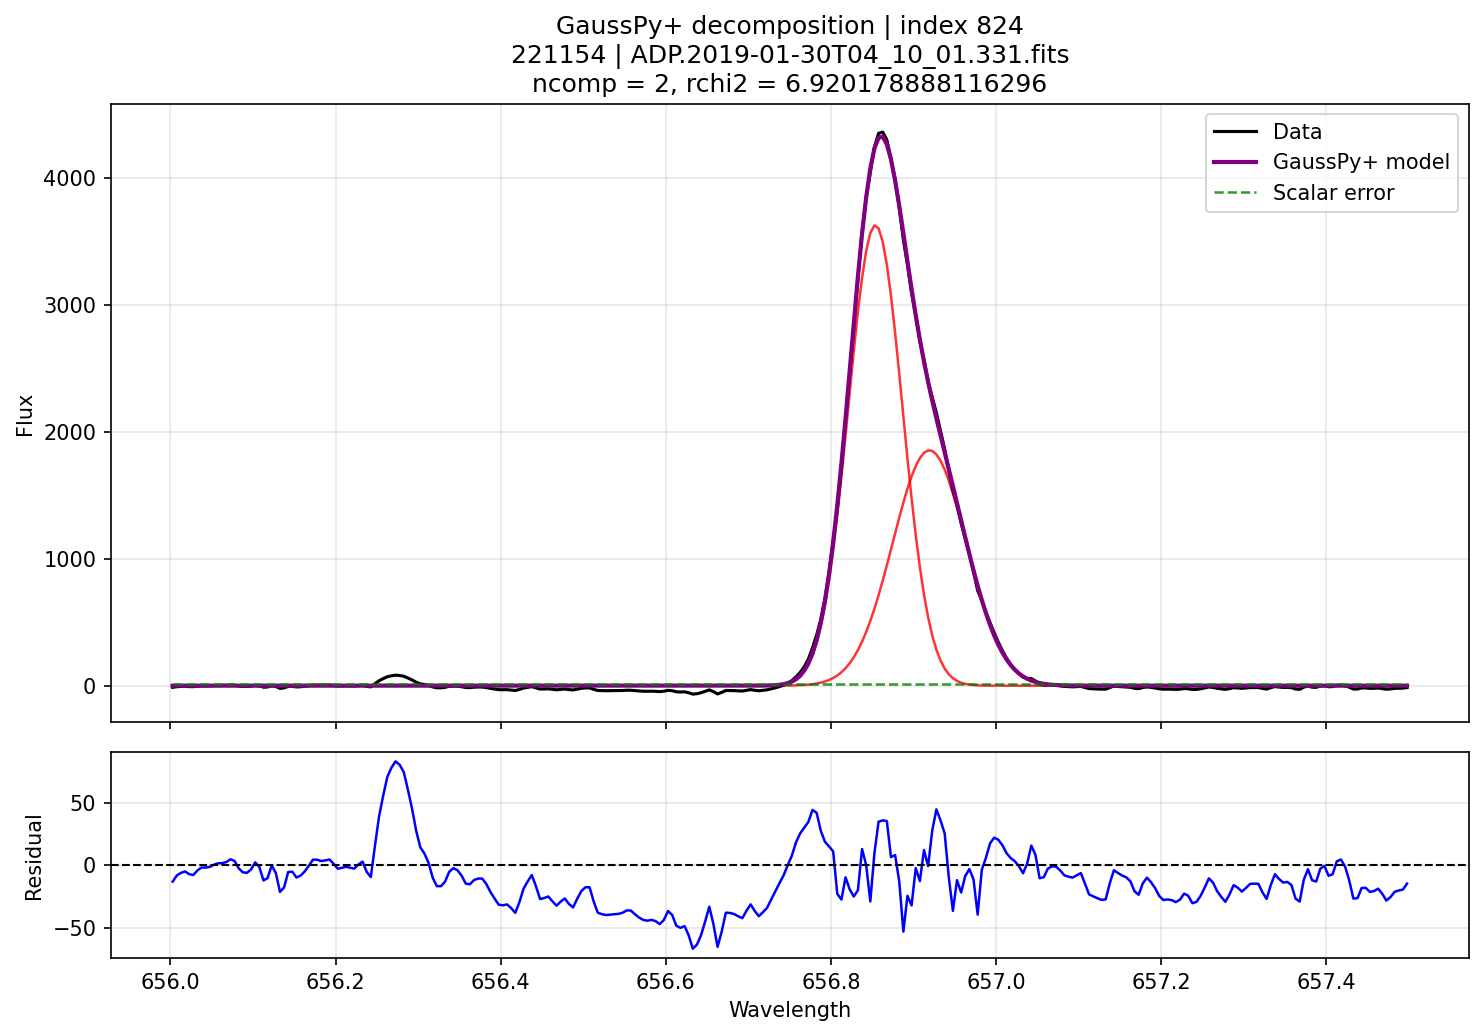 GaussPy+ decomposition | index 824
221154 | ADP.2019-01-30T04_10_01.331.fits
ncomp = 2, rchi2 = 6.920178888116296
Data
GaussPy+ model
Scalar error
Flux
4000
3000
2000
1000
0
Residual
50
0
−50
656.0 656.2 656.4 656.6 656.8 657.0 657.2 657.4
Wavelength